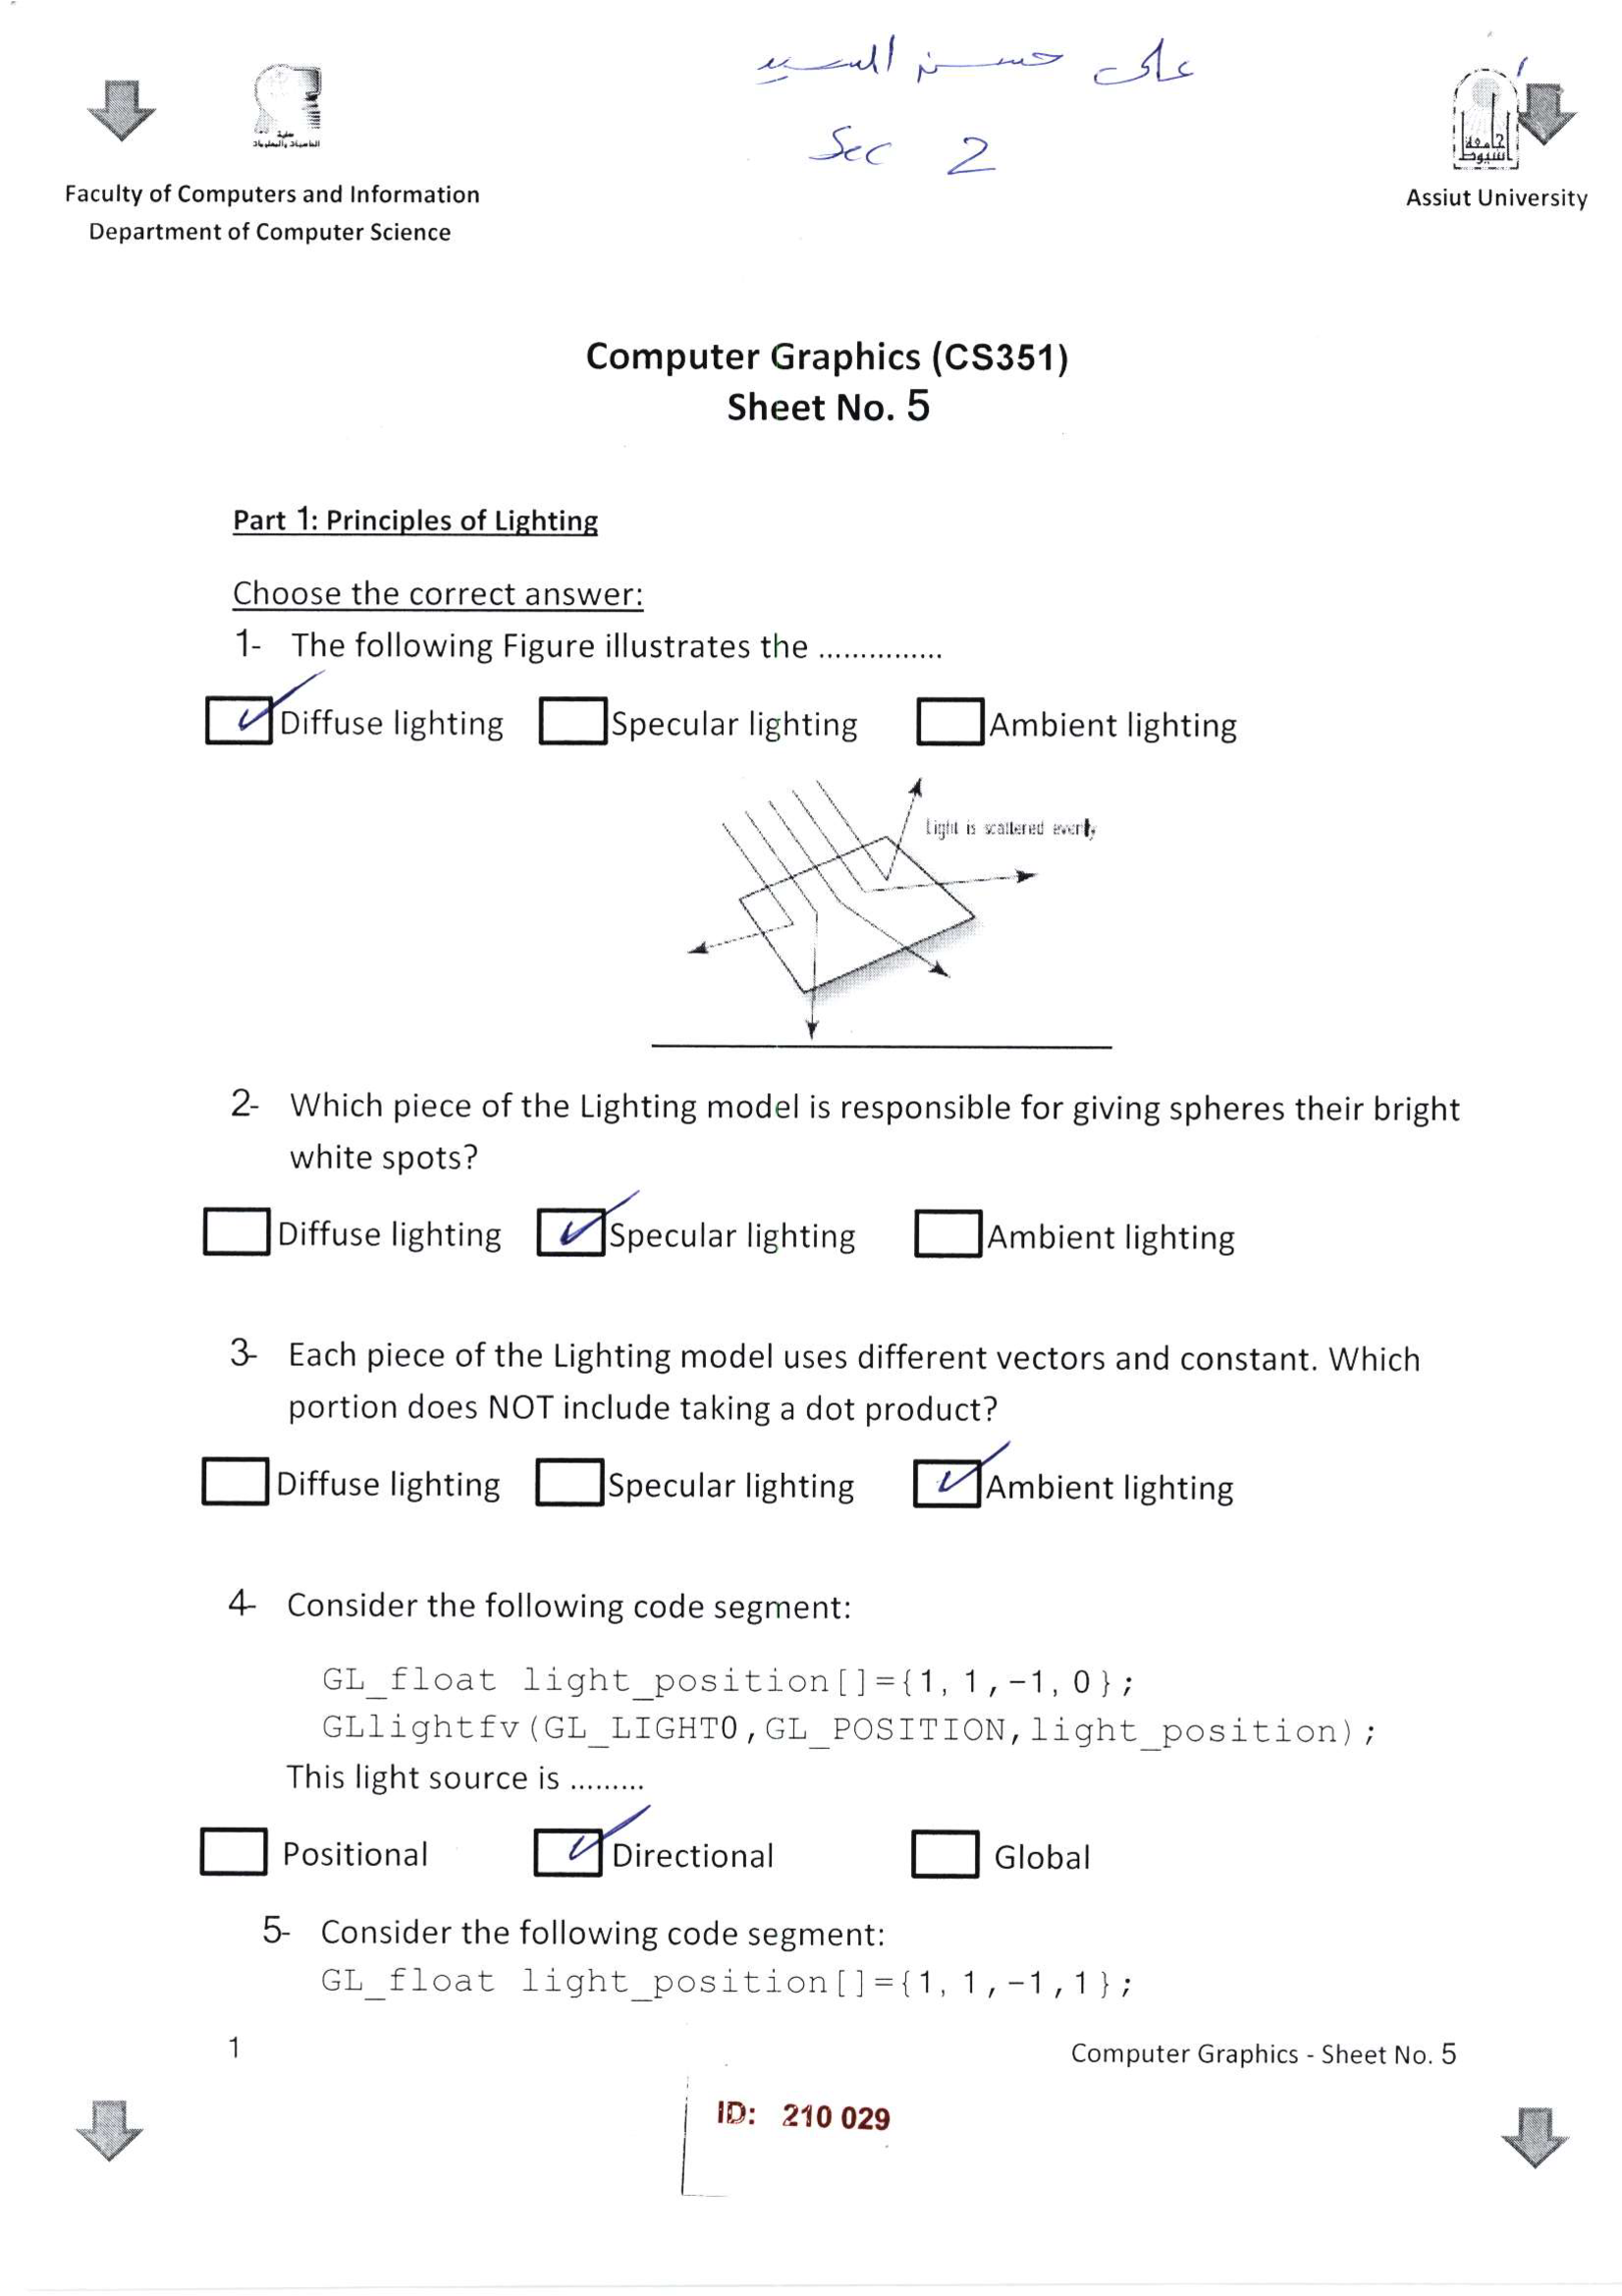 على حسن السيد
Sec 2
كلية
الحاسبات والمعلومات
جامعة
أسيوط
Faculty of Computers and Information
Department of Computer Science
Assiut University
Computer Graphics (CS351)
Sheet No. 5
Part 1: Principles of Lighting
Choose the correct answer:
1- The following Figure illustrates the ...............
Diffuse lighting Specular lighting Ambient lighting
Light is scattered evenly
2- Which piece of the Lighting model is responsible for giving spheres their bright
white spots?
Diffuse lighting Specular lighting Ambient lighting
3- Each piece of the Lighting model uses different vectors and constant. Which
portion does NOT include taking a dot product?
Diffuse lighting Specular lighting Ambient lighting
4- Consider the following code segment:
GL_float light_position[]={1,1,-1,0};
GLlightfv(GL_LIGHT0,GL_POSITION,light_position);
This light source is .........
Positional Directional Global
5- Consider the following code segment:
GL_float light_position[]={1,1,-1,1};
1
Computer Graphics - Sheet No. 5
ID: 210 029